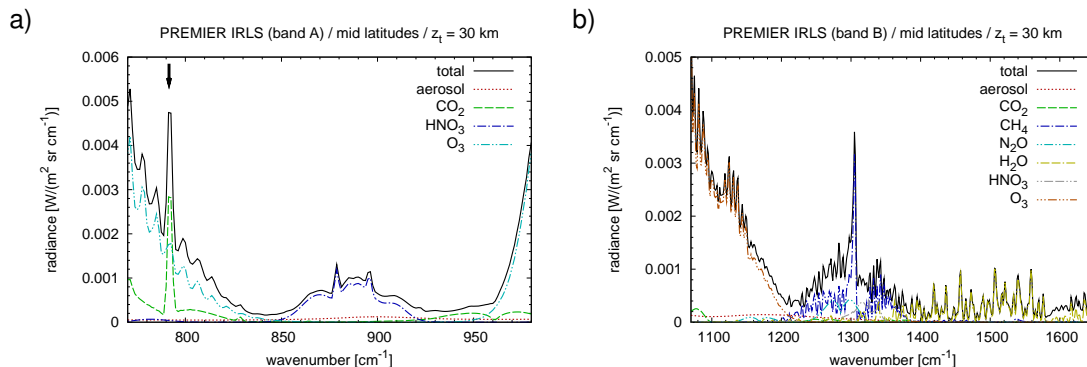 a)
PREMIER IRLS (band A) / mid latitudes / zₜ = 30 km
radiance [W/(m² sr cm⁻¹)]
0.006
0.005
0.004
0.003
0.002
0.001
0
total
aerosol
CO₂
HNO₃
O₃
800 850 900 950
wavenumber [cm⁻¹]
b)
PREMIER IRLS (band B) / mid latitudes / zₜ = 30 km
radiance [W/(m² sr cm⁻¹)]
0.005
0.004
0.003
0.002
0.001
0
total
aerosol
CO₂
CH₄
N₂O
H₂O
HNO₃
O₃
1100 1200 1300 1400 1500 1600
wavenumber [cm⁻¹]